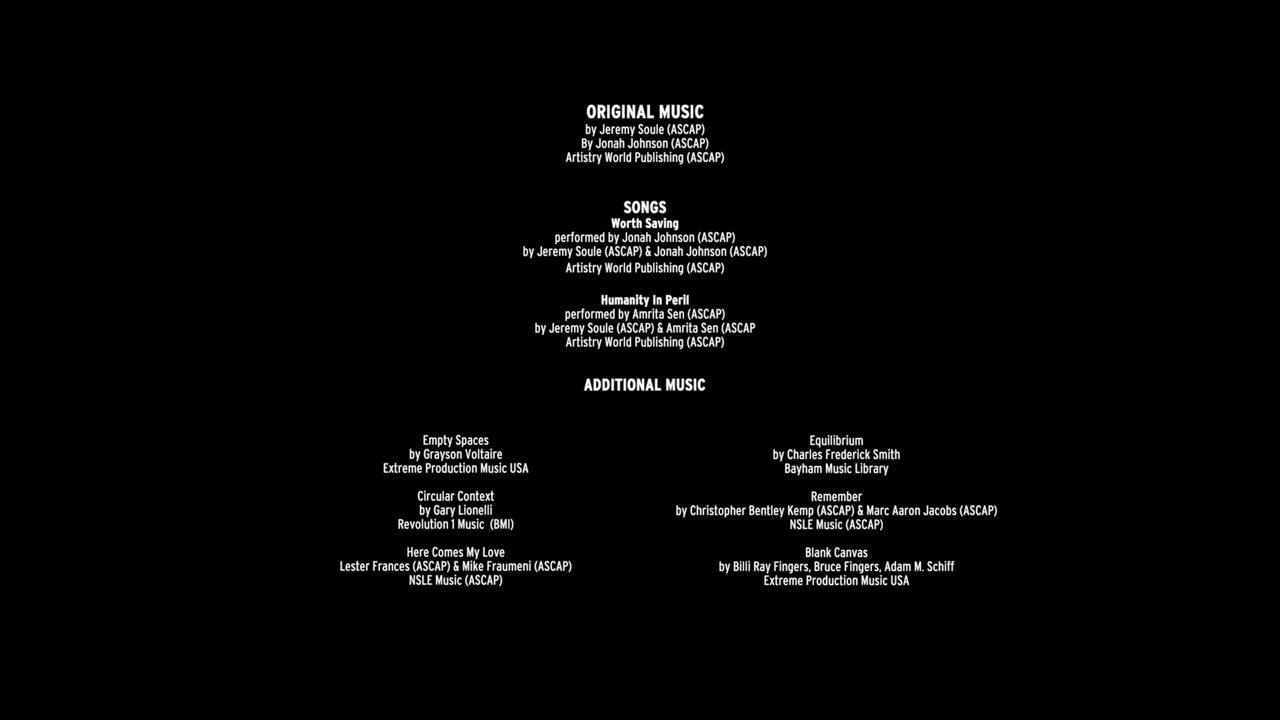 ORIGINAL MUSIC
by Jeremy Soule (ASCAP)
By Jonah Johnson (ASCAP)
Artistry World Publishing (ASCAP)
SONGS
Worth Saving
performed by Jonah Johnson (ASCAP)
by Jeremy Soule (ASCAP) & Jonah Johnson (ASCAP)
Artistry World Publishing (ASCAP)
Humanity In Peril
performed by Amrita Sen (ASCAP)
by Jeremy Soule (ASCAP) & Amrita Sen (ASCAP
Artistry World Publishing (ASCAP)
ADDITIONAL MUSIC
Empty Spaces
by Grayson Voltaire
Extreme Production Music USA
Circular Context
by Gary Lionelli
Revolution 1 Music (BMI)
Here Comes My Love
Lester Frances (ASCAP) & Mike Fraumeni (ASCAP)
NSLE Music (ASCAP)
Equilibrium
by Charles Frederick Smith
Bayham Music Library
Remember
by Christopher Bentley Kemp (ASCAP) & Marc Aaron Jacobs (ASCAP)
NSLE Music (ASCAP)
Blank Canvas
by Billi Ray Fingers, Bruce Fingers, Adam M. Schiff
Extreme Production Music USA